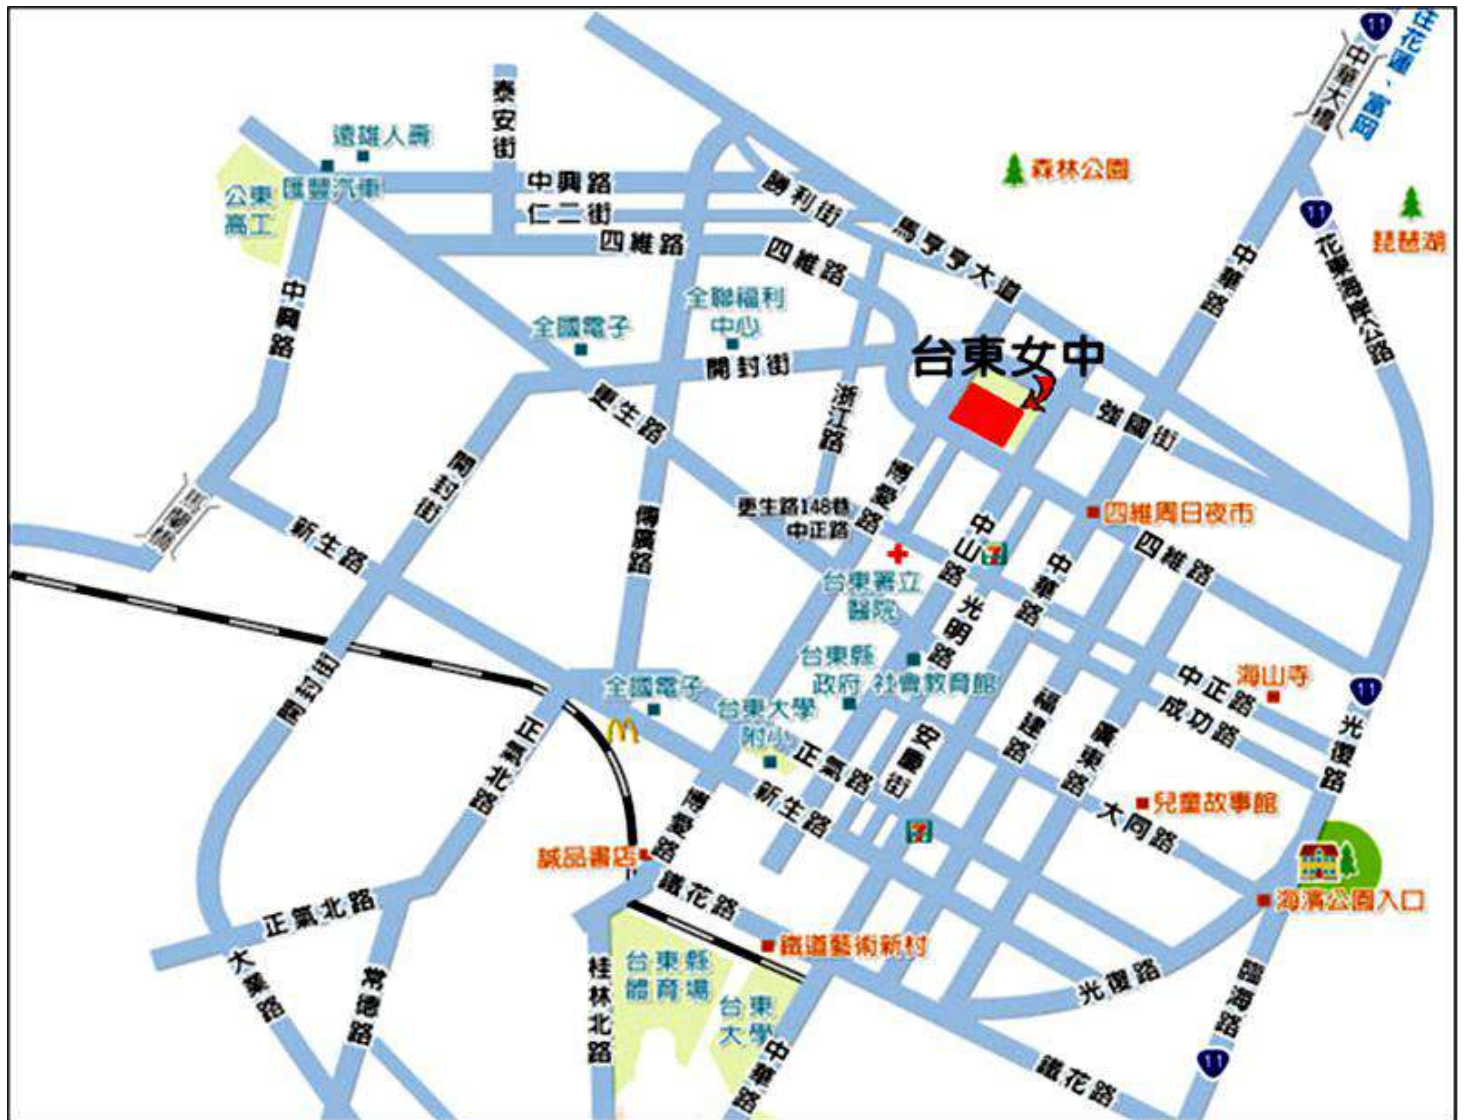 11
往花蓮、富岡
中華大橋
泰安街
遠雄人壽
匯豐汽車
公東
高工
中興路
仁二街
四維路
四維路
勝利街
馬亨亨大道
森林公園
11
琵琶湖
花東海岸公路
中華路
中興路
全國電子
全聯福利
中心
開封街
台東女中
浙江路
更生路
強國街
開封街
馬蘭橋
新生路
傳廣路
更生路148巷
中正路
博愛路
中山路
7
四維周日夜市
四維路
中華路
台東署立
醫院
光明路
台東縣
政府
社會教育館
開封街
全國電子
台東大學
附小
正氣北路
正氣路
安慶街
福建路
廣東路
中正路
成功路
海山寺
11
光復路
新生路
博愛路
7
兒童故事館
大同路
誠品書店
鐵花路
海濱公園入口
正氣北路
鐵道藝術新村
大業路
常德路
桂林北路
台東縣
體育場
台東
大學
中華路
光復路
臨海路
11
鐵花路